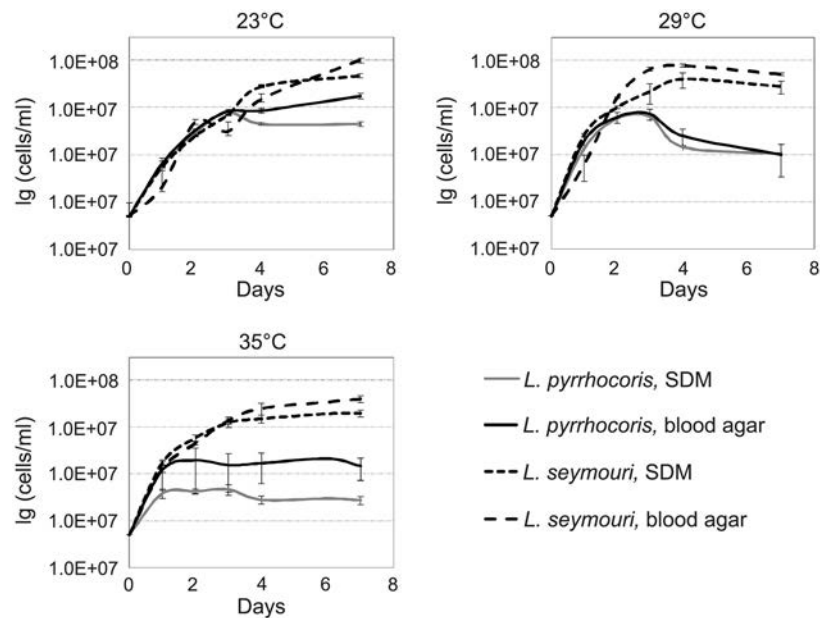 23°C
1.0E+08
1.0E+07
1.0E+07
1.0E+07
1.0E+07
lg (cells/ml)
0 2 4 6 8
Days
29°C
1.0E+08
1.0E+07
1.0E+07
1.0E+07
1.0E+07
lg (cells/ml)
0 2 4 6 8
Days
35°C
1.0E+08
1.0E+07
1.0E+07
1.0E+07
1.0E+07
lg (cells/ml)
0 2 4 6 8
Days
L. pyrrhocoris, SDM
L. pyrrhocoris, blood agar
L. seymouri, SDM
L. seymouri, blood agar